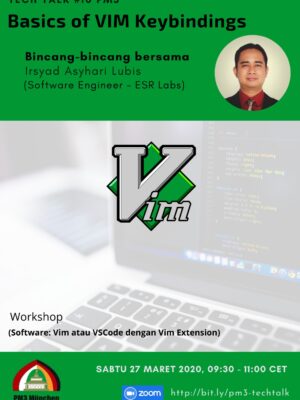 TECH TALK #10 PM3
Basics of VIM Keybindings
Bincang-bincang bersama
Irsyad Asyhari Lubis
(Software Engineer - ESR Labs)
Vim
Workshop
(Software: Vim atau VSCode dengan Vim Extension)
SABTU 27 MARET 2020, 09:30 - 11:00 CET
PM3 München
zoom
http://bit.ly/pm3-techtalk